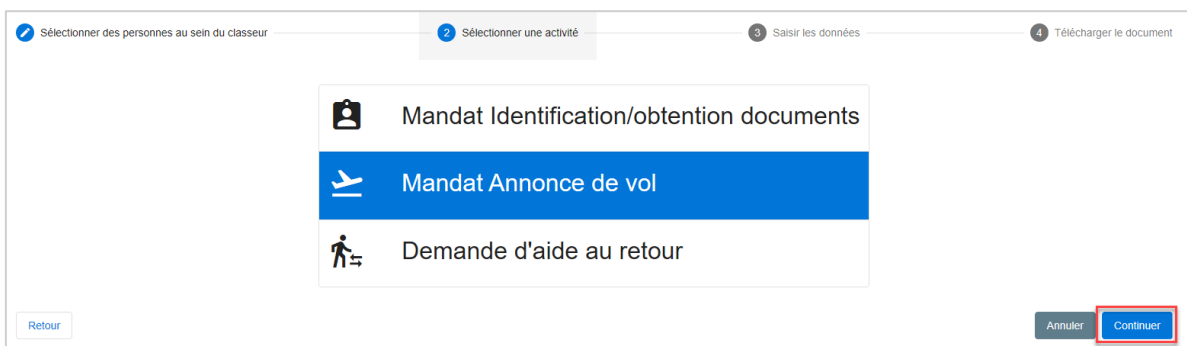 Sélectionner des personnes au sein du classeur
2 Sélectionner une activité
3 Saisir les données
4 Télécharger le document
Mandat Identification/obtention documents
Mandat Annonce de vol
Demande d'aide au retour
Retour
Annuler
Continuer